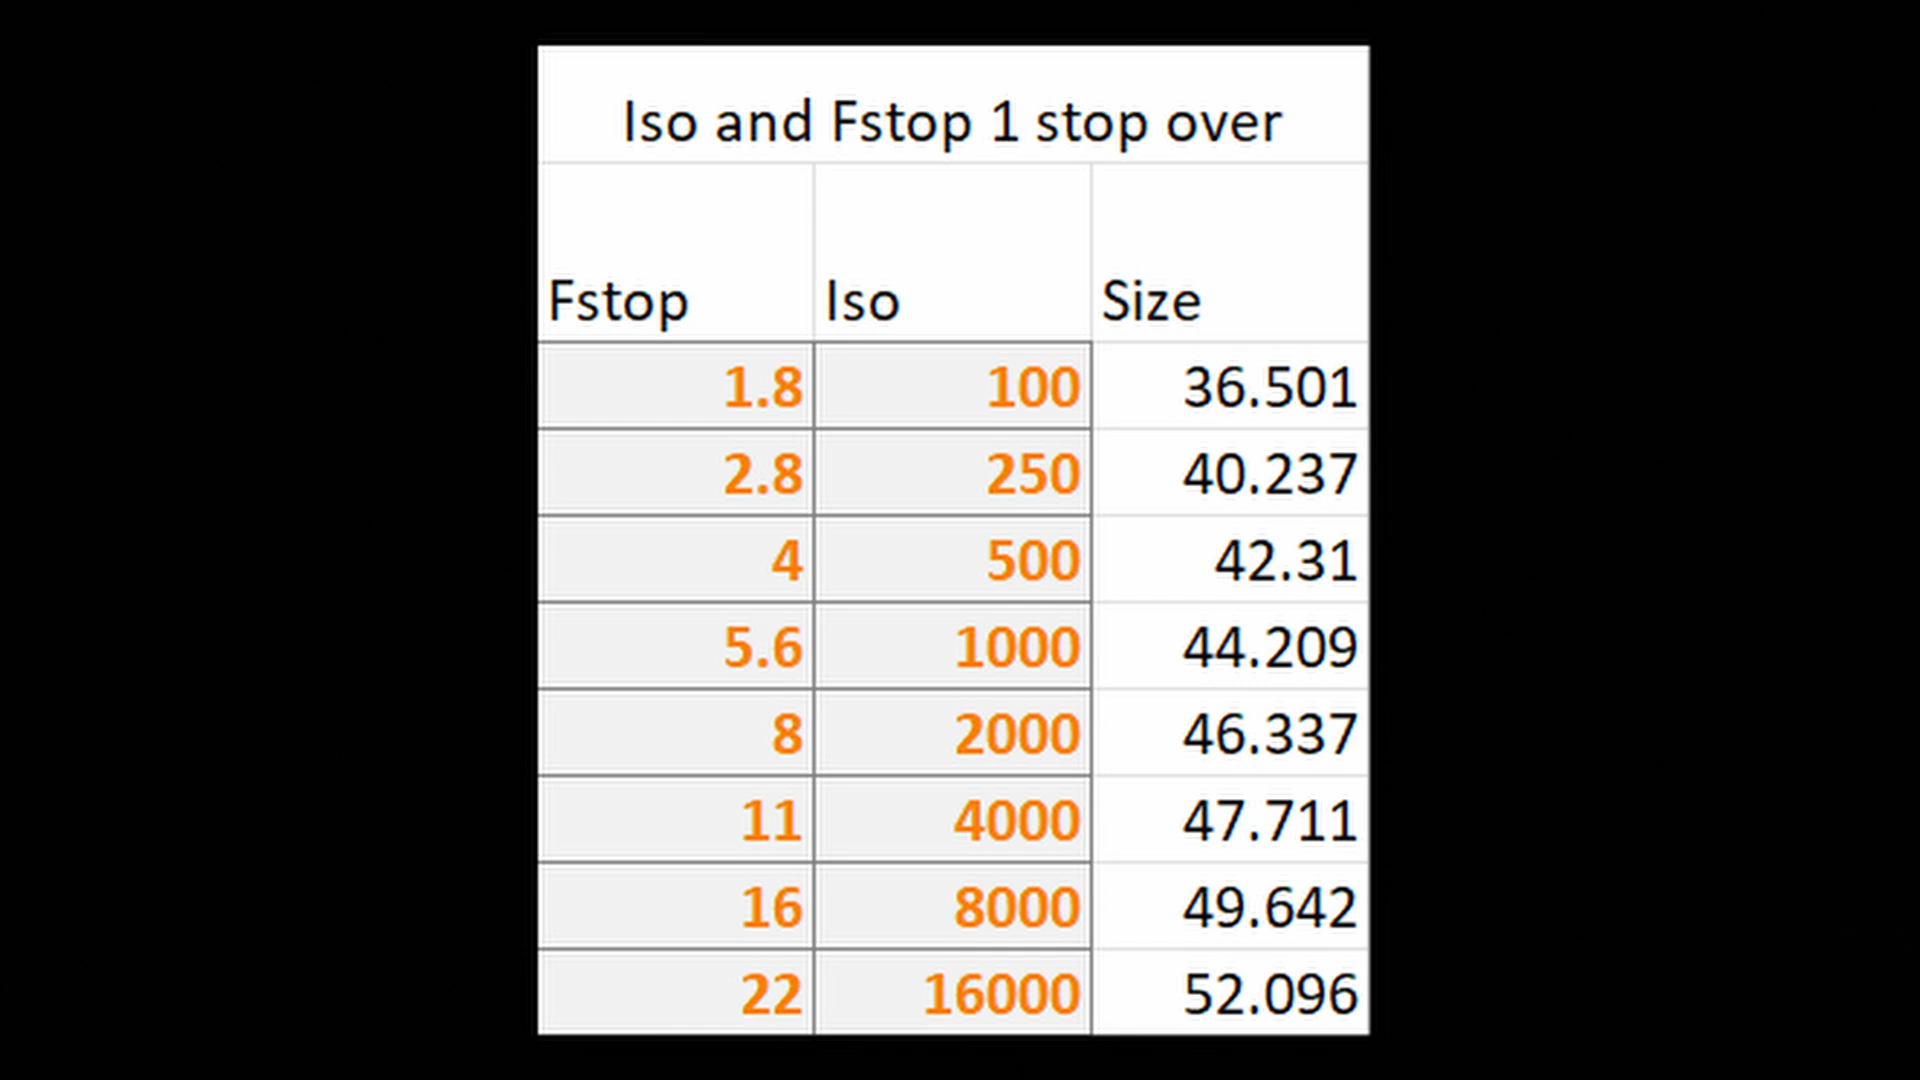 Iso and Fstop 1 stop over
Fstop Iso Size
1.8 100 36.501
2.8 250 40.237
4 500 42.31
5.6 1000 44.209
8 2000 46.337
11 4000 47.711
16 8000 49.642
22 16000 52.096